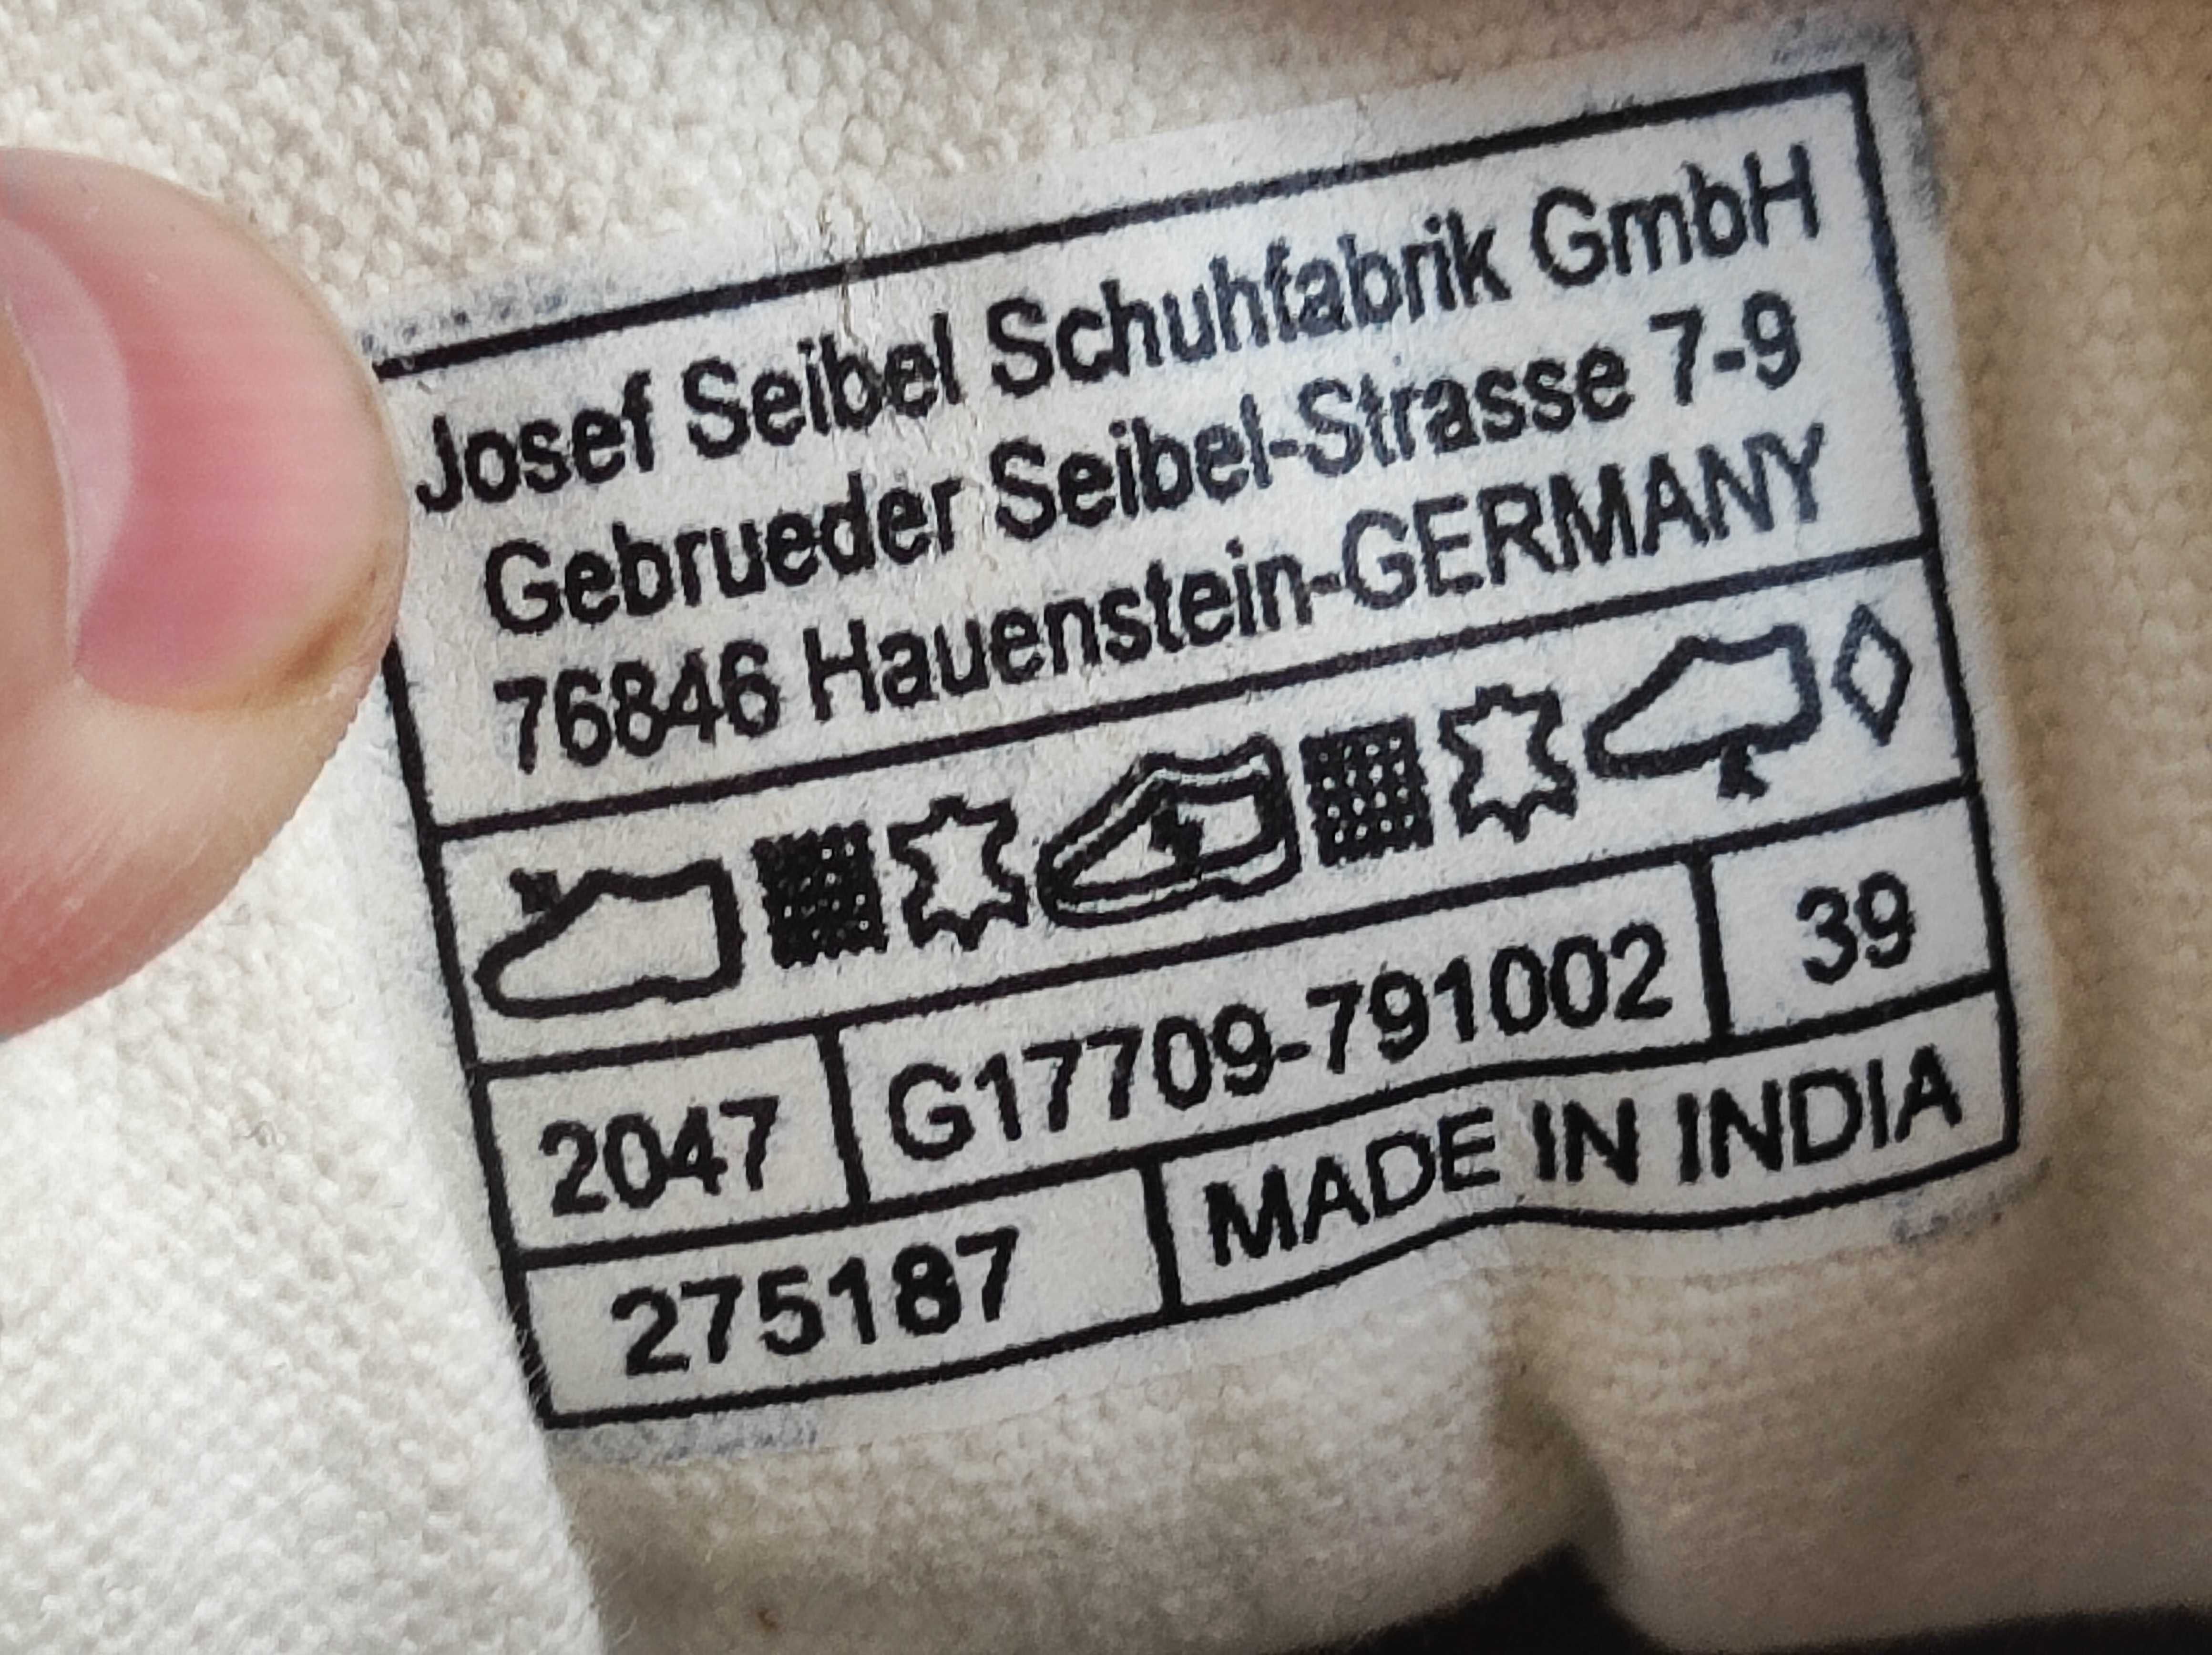 Josef Seibel Schuhfabrik GmbH
Gebrueder Seibel-Strasse 7-9
76846 Hauenstein-GERMANY
2047 G17709-791002 39
275187 MADE IN INDIA